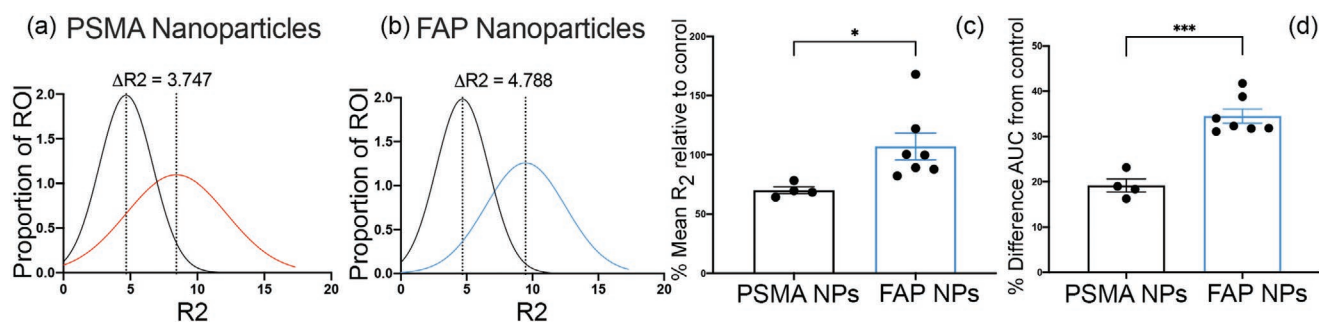 (a) PSMA Nanoparticles
ΔR2 = 3.747
Proportion of ROI
2.0
1.5
1.0
0.5
0.0
0 5 10 15 20
R2
(b) FAP Nanoparticles
ΔR2 = 4.788
Proportion of ROI
2.0
1.5
1.0
0.5
0.0
0 5 10 15 20
R2
(c)
*
% Mean R2 relative to conrol
200
150
100
50
0
PSMA NPs FAP NPs
(d)
***
% Difference AUC from control
50
40
30
20
10
0
PSMA NPs FAP NPs